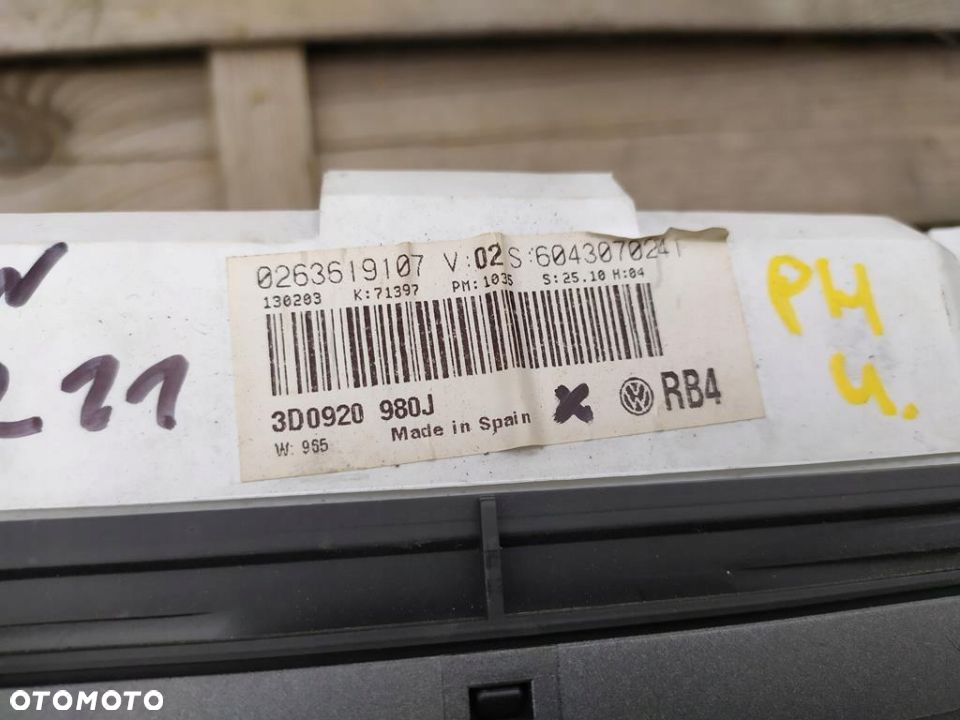 0263619107 V:02 S:6043070241
130203 K:71397 PM:1035 S:25.10 H:04
3D0920 980J
W: 965 Made in Spain
RB4
211
PH
4.
OTOMOTO